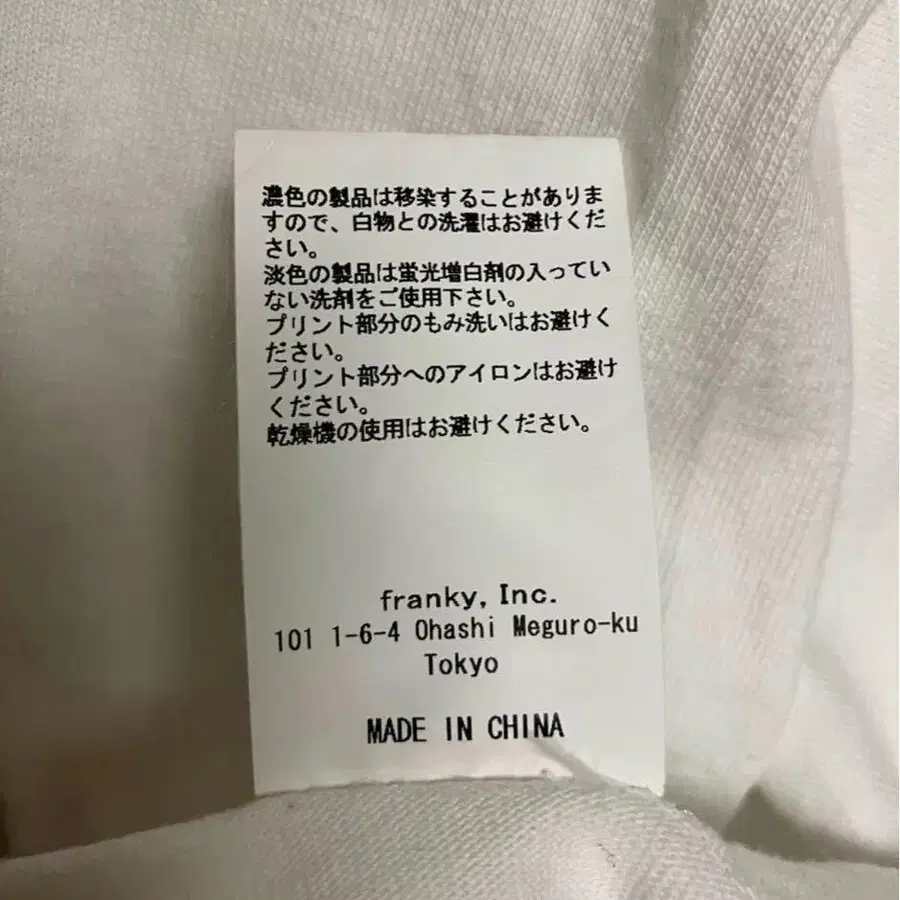 濃色の製品は移染することがありま
すので、白物との洗濯はお避けくだ
さい。
淡色の製品は蛍光増白剤の入ってい
ない洗剤をご使用下さい。
プリント部分のもみ洗いはお避けく
ださい。
プリント部分へのアイロンはお避け
ください。
乾燥機の使用はお避けください。
franky, Inc.
101 1-6-4 Ohashi Meguro-ku
Tokyo
MADE IN CHINA